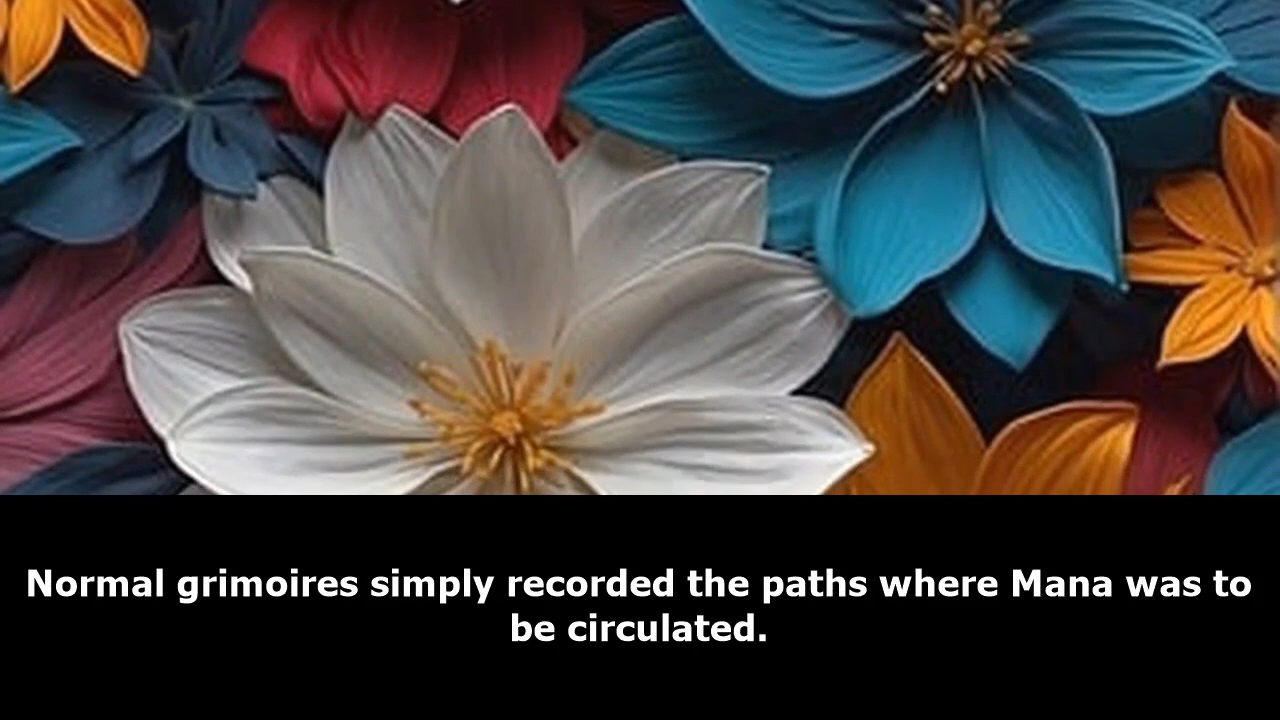 Normal grimoires simply recorded the paths where Mana was to
be circulated.